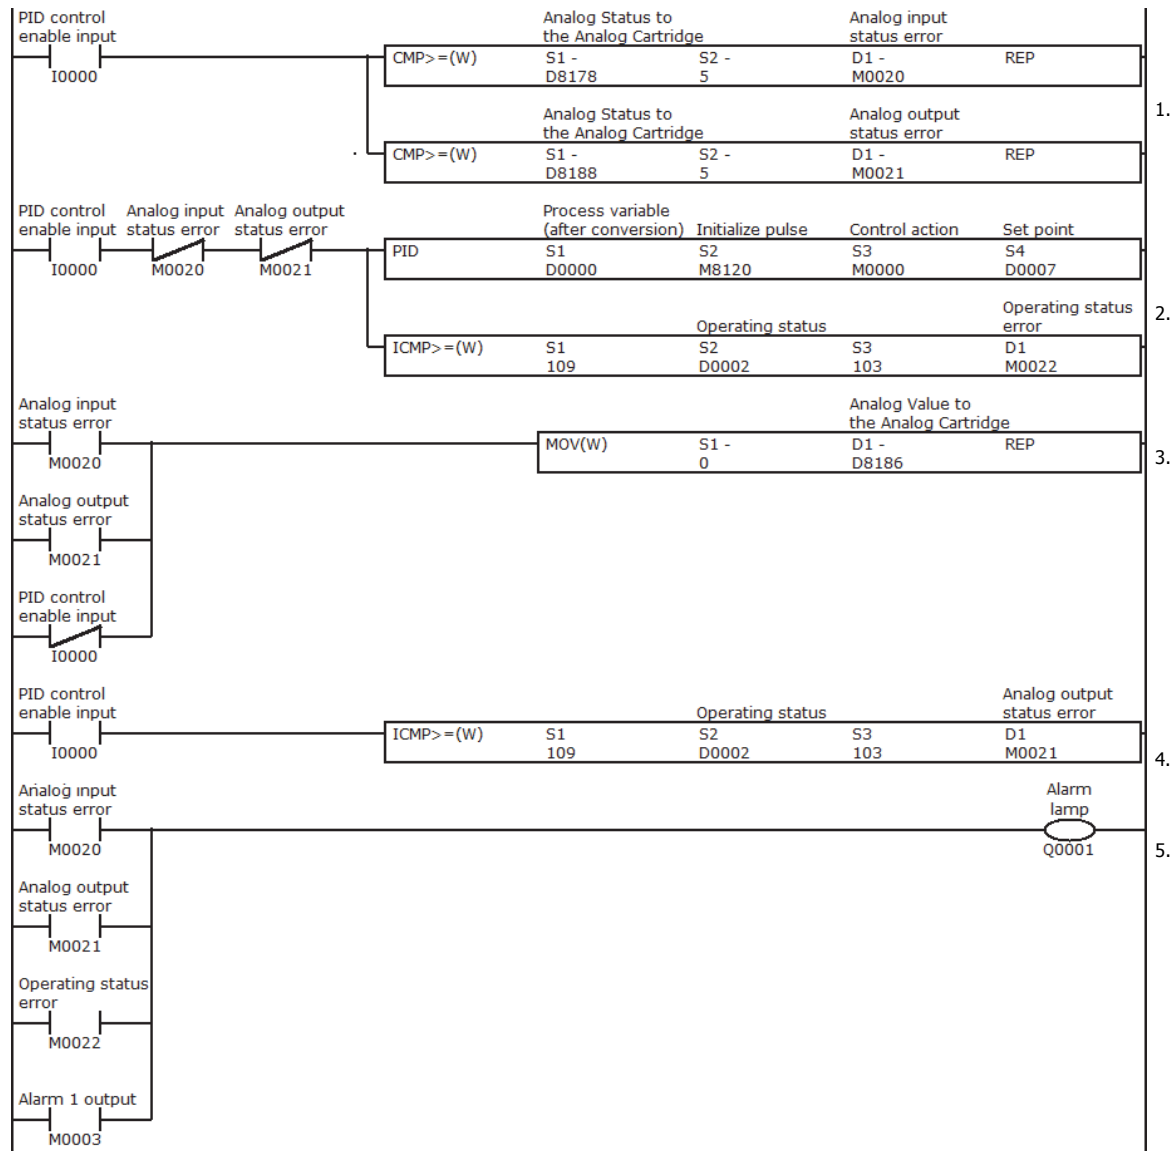 PID control
enable input
I0000
Analog Status to
the Analog Cartridge
Analog input
status error
CMP>=(W) S1 - S2 - D1 - REP
D8178 5 M0020
1.
Analog Status to
the Analog Cartridge
Analog output
status error
CMP>=(W) S1 - S2 - D1 - REP
D8188 5 M0021
PID control
enable input
I0000
Analog input
status error
M0020
Analog output
status error
M0021
Process variable
(after conversion) Initialize pulse Control action Set point
PID S1 S2 S3 S4
D0000 M8120 M0000 D0007
2.
Operating status
Operating status
error
ICMP>=(W) S1 S2 S3 D1
109 D0002 103 M0022
Analog input
status error
M0020
Analog Value to
the Analog Cartridge
MOV(W) S1 - D1 - REP
0 D8186
3.
Analog output
status error
M0021
PID control
enable input
I0000
PID control
enable input
I0000
Operating status
Analog output
status error
ICMP>=(W) S1 S2 S3 D1
109 D0002 103 M0021
4.
Analog input
status error
M0020
Alarm
lamp
Q0001
5.
Analog output
status error
M0021
Operating status
error
M0022
Alarm 1 output
M0003